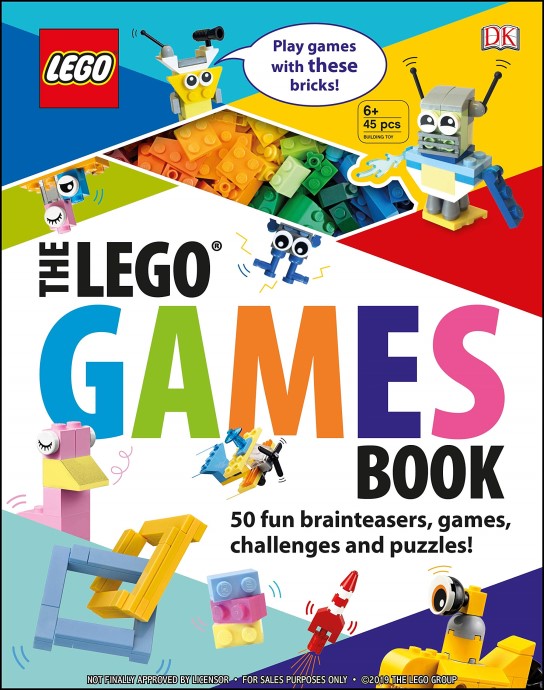 LEGO
Play games
with these
bricks!
DK
6+
45 pcs
BUILDING TOY
THE LEGO®
GAMES
BOOK
50 fun brainteasers, games,
challenges and puzzles!
NOT FINALLY APPROVED BY LICENSOR • FOR SALES PURPOSES ONLY • ©2019 THE LEGO GROUP